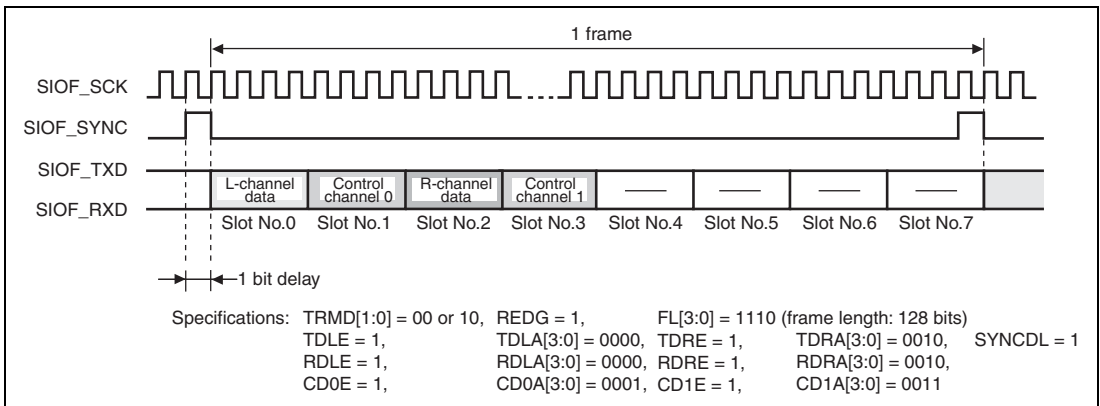 1 frame
SIOF_SCK
SIOF_SYNC
SIOF_TXD
SIOF_RXD
L-channel data
Control channel 0
R-channel data
Control channel 1
Slot No.0 Slot No.1 Slot No.2 Slot No.3 Slot No.4 Slot No.5 Slot No.6 Slot No.7
1 bit delay
Specifications: TRMD[1:0] = 00 or 10, REDG = 1, FL[3:0] = 1110 (frame length: 128 bits)
TDLE = 1, TDLA[3:0] = 0000, TDRE = 1, TDRA[3:0] = 0010, SYNCDL = 1
RDLE = 1, RDLA[3:0] = 0000, RDRE = 1, RDRA[3:0] = 0010,
CD0E = 1, CD0A[3:0] = 0001, CD1E = 1, CD1A[3:0] = 0011